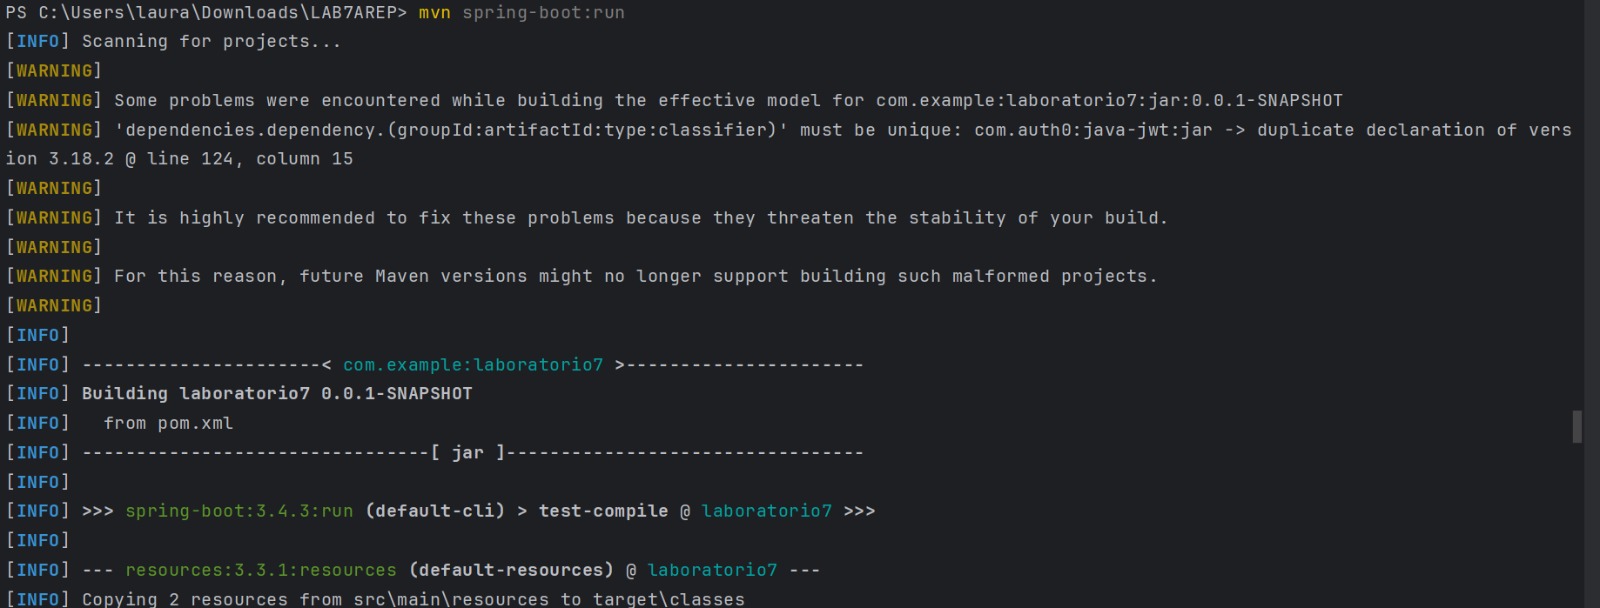 PS C:\Users\laura\Downloads\LAB7AREP> mvn spring-boot:run
[INFO] Scanning for projects...
[WARNING]
[WARNING] Some problems were encountered while building the effective model for com.example:laboratorio7:jar:0.0.1-SNAPSHOT
[WARNING] 'dependencies.dependency.(groupId:artifactId:type:classifier)' must be unique: com.auth0:java-jwt:jar -> duplicate declaration of vers
ion 3.18.2 @ line 124, column 15
[WARNING]
[WARNING] It is highly recommended to fix these problems because they threaten the stability of your build.
[WARNING]
[WARNING] For this reason, future Maven versions might no longer support building such malformed projects.
[WARNING]
[INFO]
[INFO] ----------------------< com.example:laboratorio7 >----------------------
[INFO] Building laboratorio7 0.0.1-SNAPSHOT
[INFO]   from pom.xml
[INFO] --------------------------------[ jar ]---------------------------------
[INFO]
[INFO] >>> spring-boot:3.4.3:run (default-cli) > test-compile @ laboratorio7 >>>
[INFO]
[INFO] --- resources:3.3.1:resources (default-resources) @ laboratorio7 ---
[INFO] Copying 2 resources from src\main\resources to target\classes